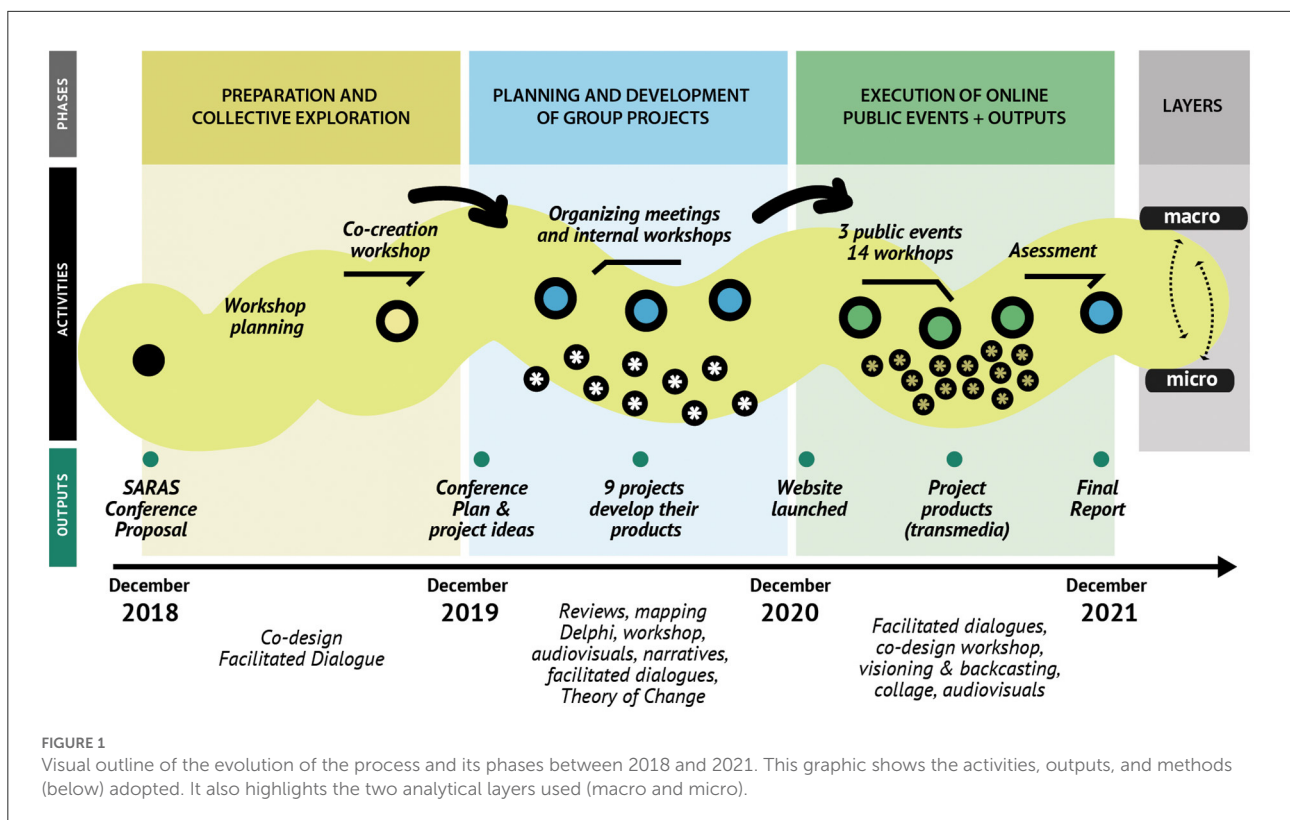 PHASES
PREPARATION AND
COLLECTIVE EXPLORATION
PLANNING AND DEVELOPMENT
OF GROUP PROJECTS
EXECUTION OF ONLINE
PUBLIC EVENTS + OUTPUTS
LAYERS
ACTIVITIES
Workshop
planning
Co-creation
workshop
Organizing meetings
and internal workshops
3 public events
14 workhops
Asessment
macro
micro
OUTPUTS
SARAS
Conference
Proposal
Conference
Plan &
project ideas
9 projects
develop their
products
Website
launched
Project
products
(transmedia)
Final
Report
December
2018
December
2019
December
2020
December
2021
Co-design
Facilitated Dialogue
Reviews, mapping
Delphi, workshop,
audiovisuals, narratives,
facilitated dialogues,
Theory of Change
Facilitated dialogues,
co-design workshop,
visioning & backcasting,
collage, audiovisuals
FIGURE 1
Visual outline of the evolution of the process and its phases between 2018 and 2021. This graphic shows the activities, outputs, and methods
(below) adopted. It also highlights the two analytical layers used (macro and micro).